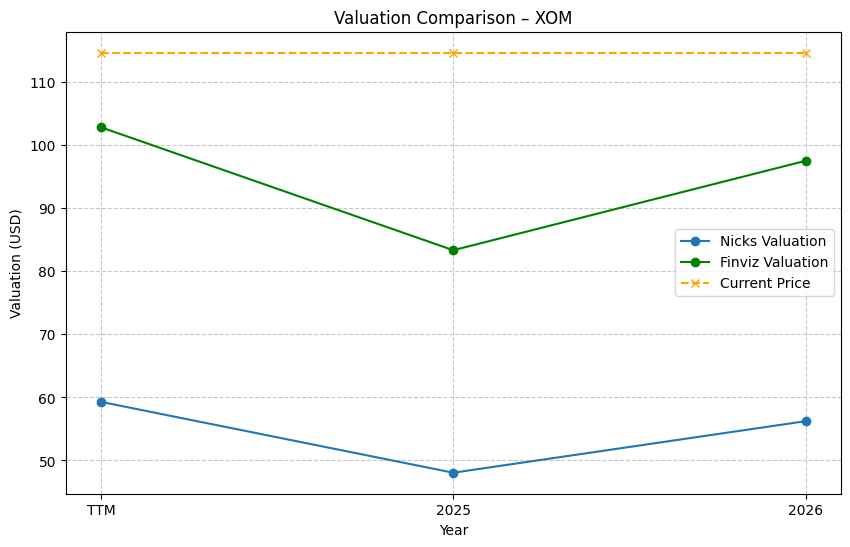 Valuation Comparison – XOM
Valuation (USD)
110
100
90
80
70
60
50
Nicks Valuation
Finviz Valuation
Current Price
TTM
2025
2026
Year